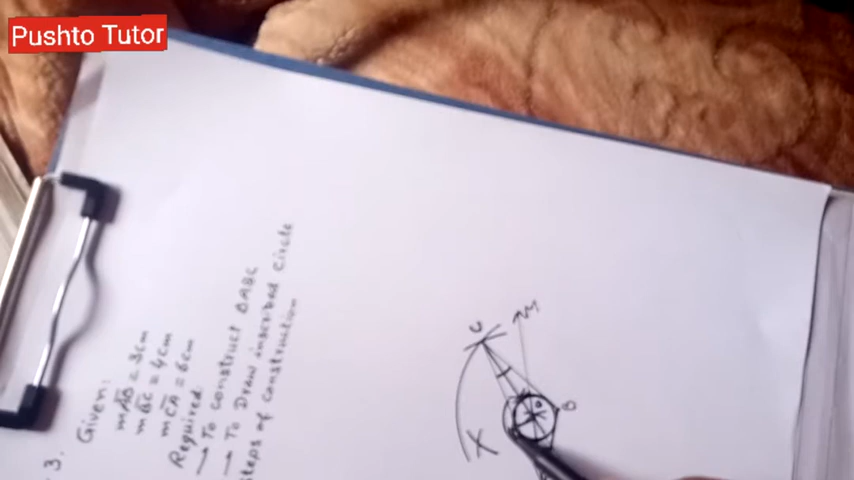 Pushto Tutor
3.
Given:
mAB = 3cm
mBC = 4cm
mCA = 6cm
Required:
→ To construct ΔABC
→ To Draw inscribed circle
steps of construction
C
M
B